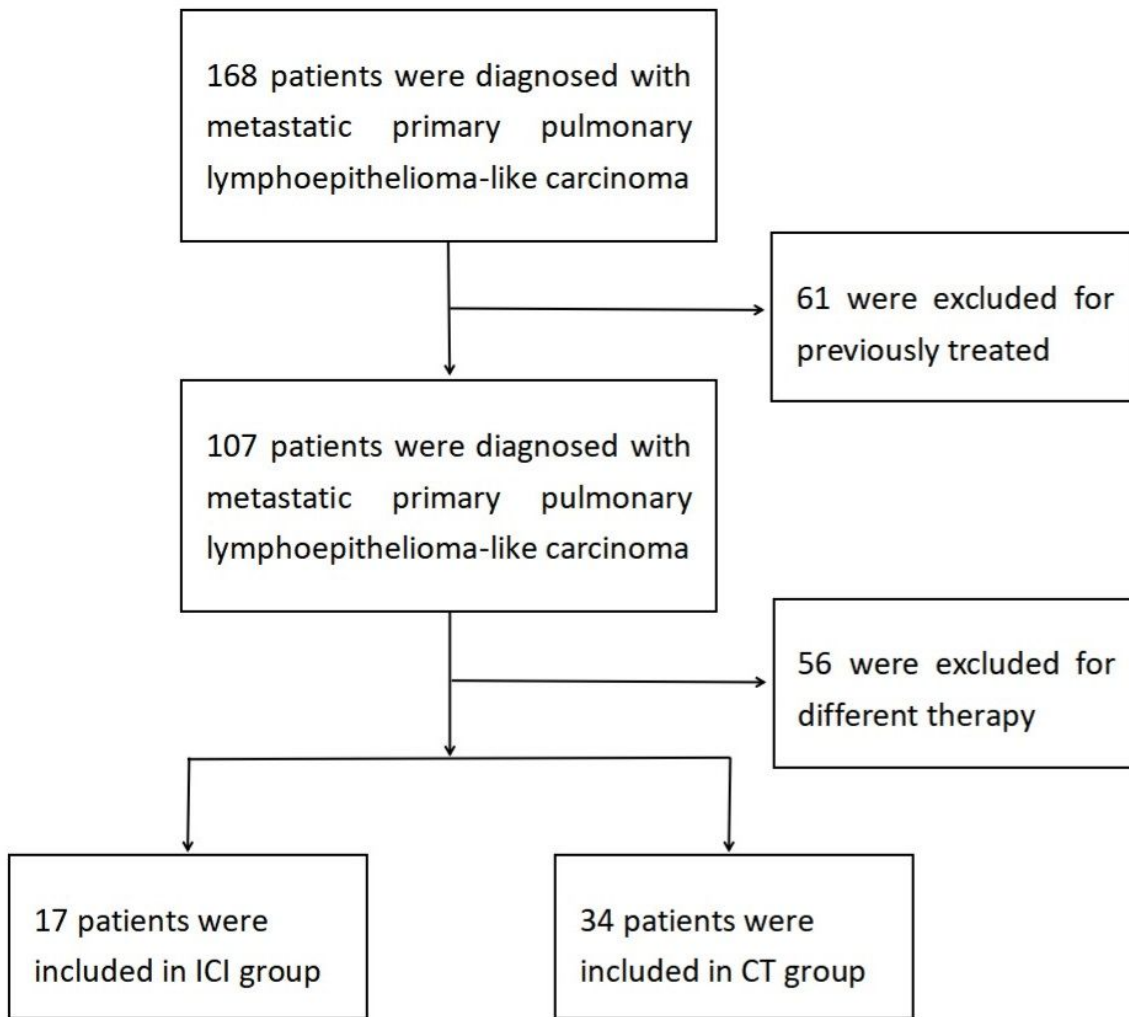 168 patients were diagnosed with
metastatic primary pulmonary
lymphoepithelioma-like carcinoma
61 were excluded for
previously treated
107 patients were diagnosed with
metastatic primary pulmonary
lymphoepithelioma-like carcinoma
56 were excluded for
different therapy
17 patients were
included in ICI group
34 patients were
included in CT group